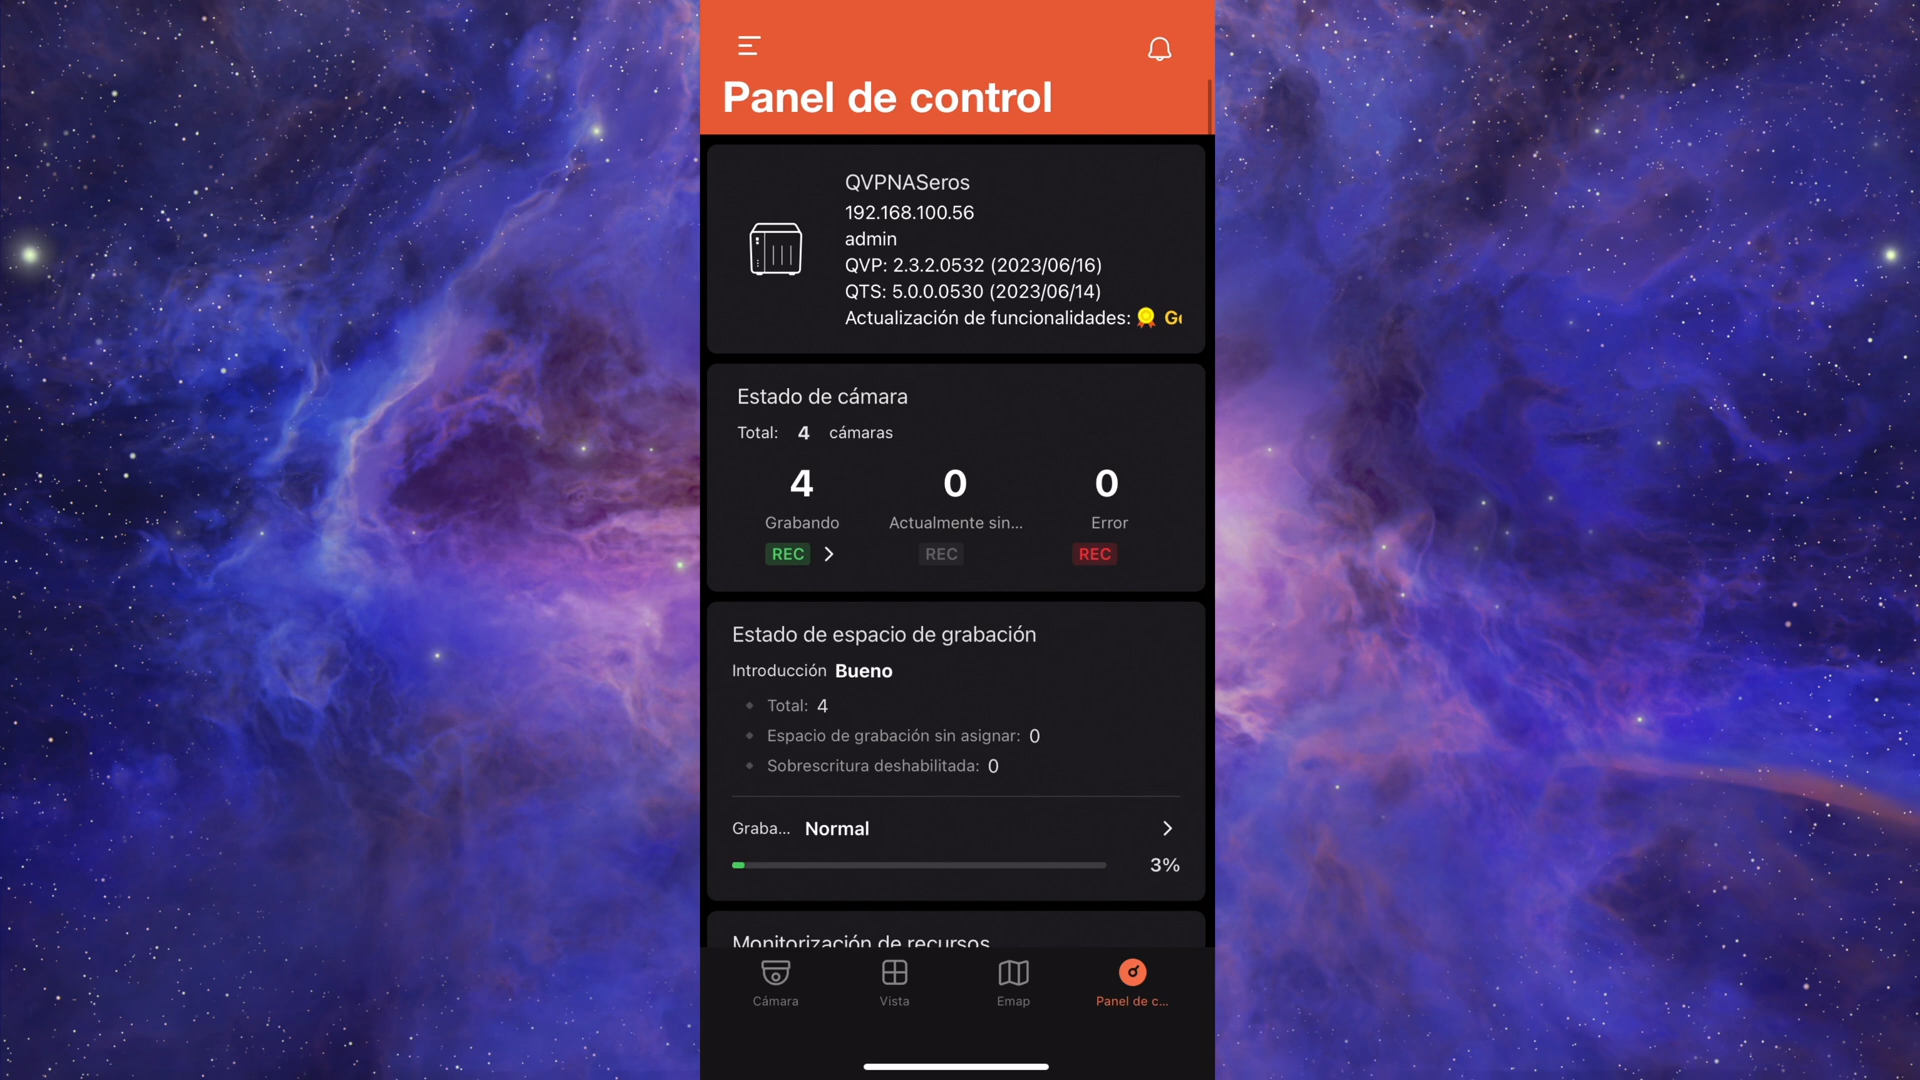 Panel de control
QVPNASeros
192.168.100.56
admin
QVP: 2.3.2.0532 (2023/06/16)
QTS: 5.0.0.0530 (2023/06/14)
Actualización de funcionalidades:
Estado de cámara
Total: 4 cámaras
4 0 0
Grabando Actualmente sin... Error
REC REC REC
Estado de espacio de grabación
Introducción Bueno
Total: 4
Espacio de grabación sin asignar: 0
Sobrescritura deshabilitada: 0
Graba... Normal
3%
Monitorización de recursos
Cámara Vista Emap Panel de c...